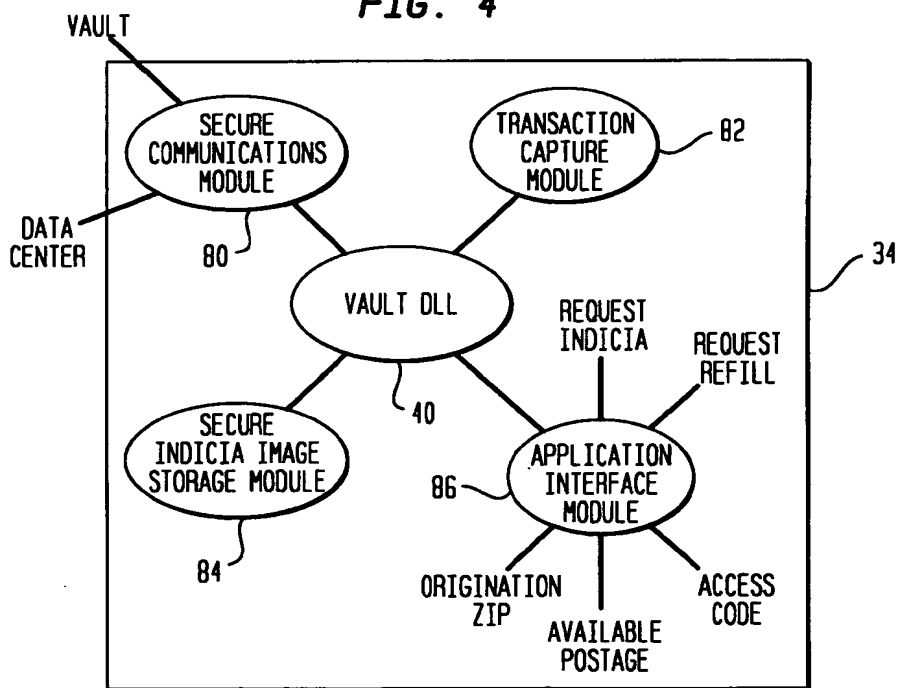 FIG. 4
VAULT
SECURE
COMMUNICATIONS
MODULE
TRANSACTION
CAPTURE
MODULE
82
DATA
CENTER
80
34
VAULT DLL
REQUEST
INDICIA
REQUEST
REFILL
40
SECURE
INDICIA IMAGE
STORAGE MODULE
86
APPLICATION
INTERFACE
MODULE
84
ORIGINATION
ZIP
AVAILABLE
POSTAGE
ACCESS
CODE